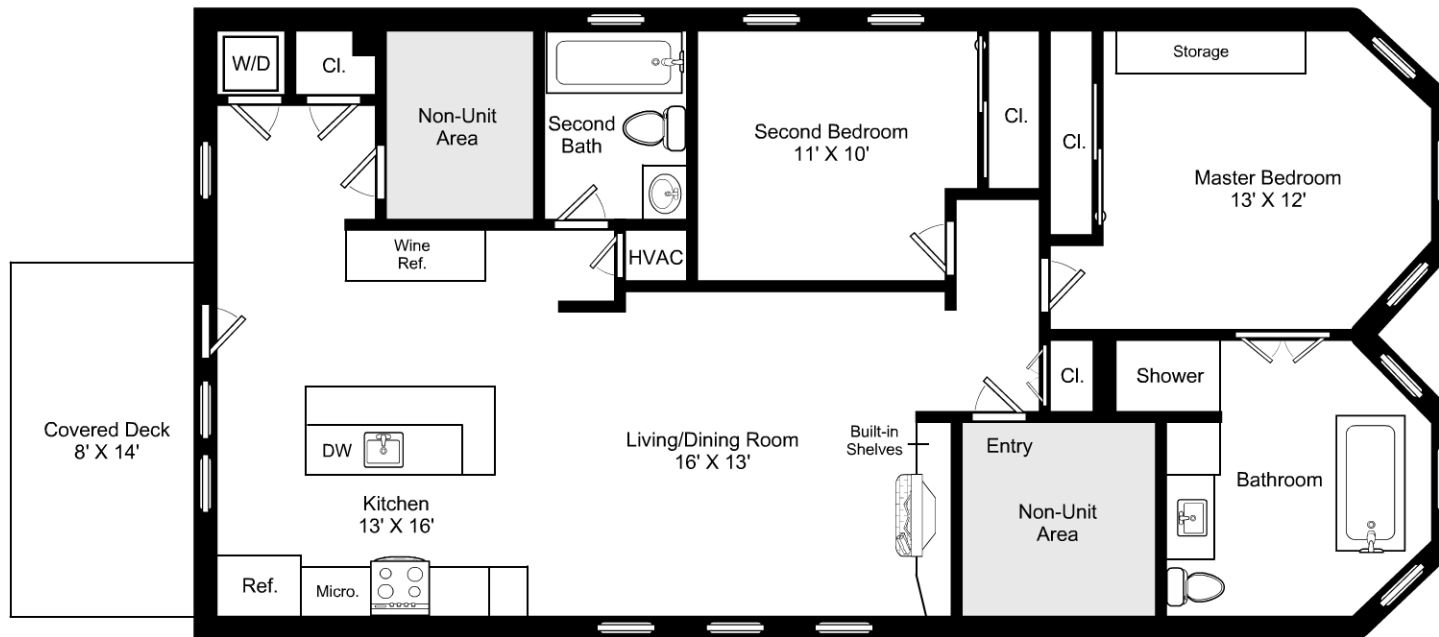 W/D
Cl.
Non-Unit
Area
Second
Bath
Second Bedroom
11' X 10'
Cl.
Cl.
Storage
Master Bedroom
13' X 12'
Wine
Ref.
HVAC
Covered Deck
8' X 14'
DW
Kitchen
13' X 16'
Ref.
Micro.
Living/Dining Room
16' X 13'
Built-in
Shelves
Entry
Non-Unit
Area
Cl.
Shower
Bathroom